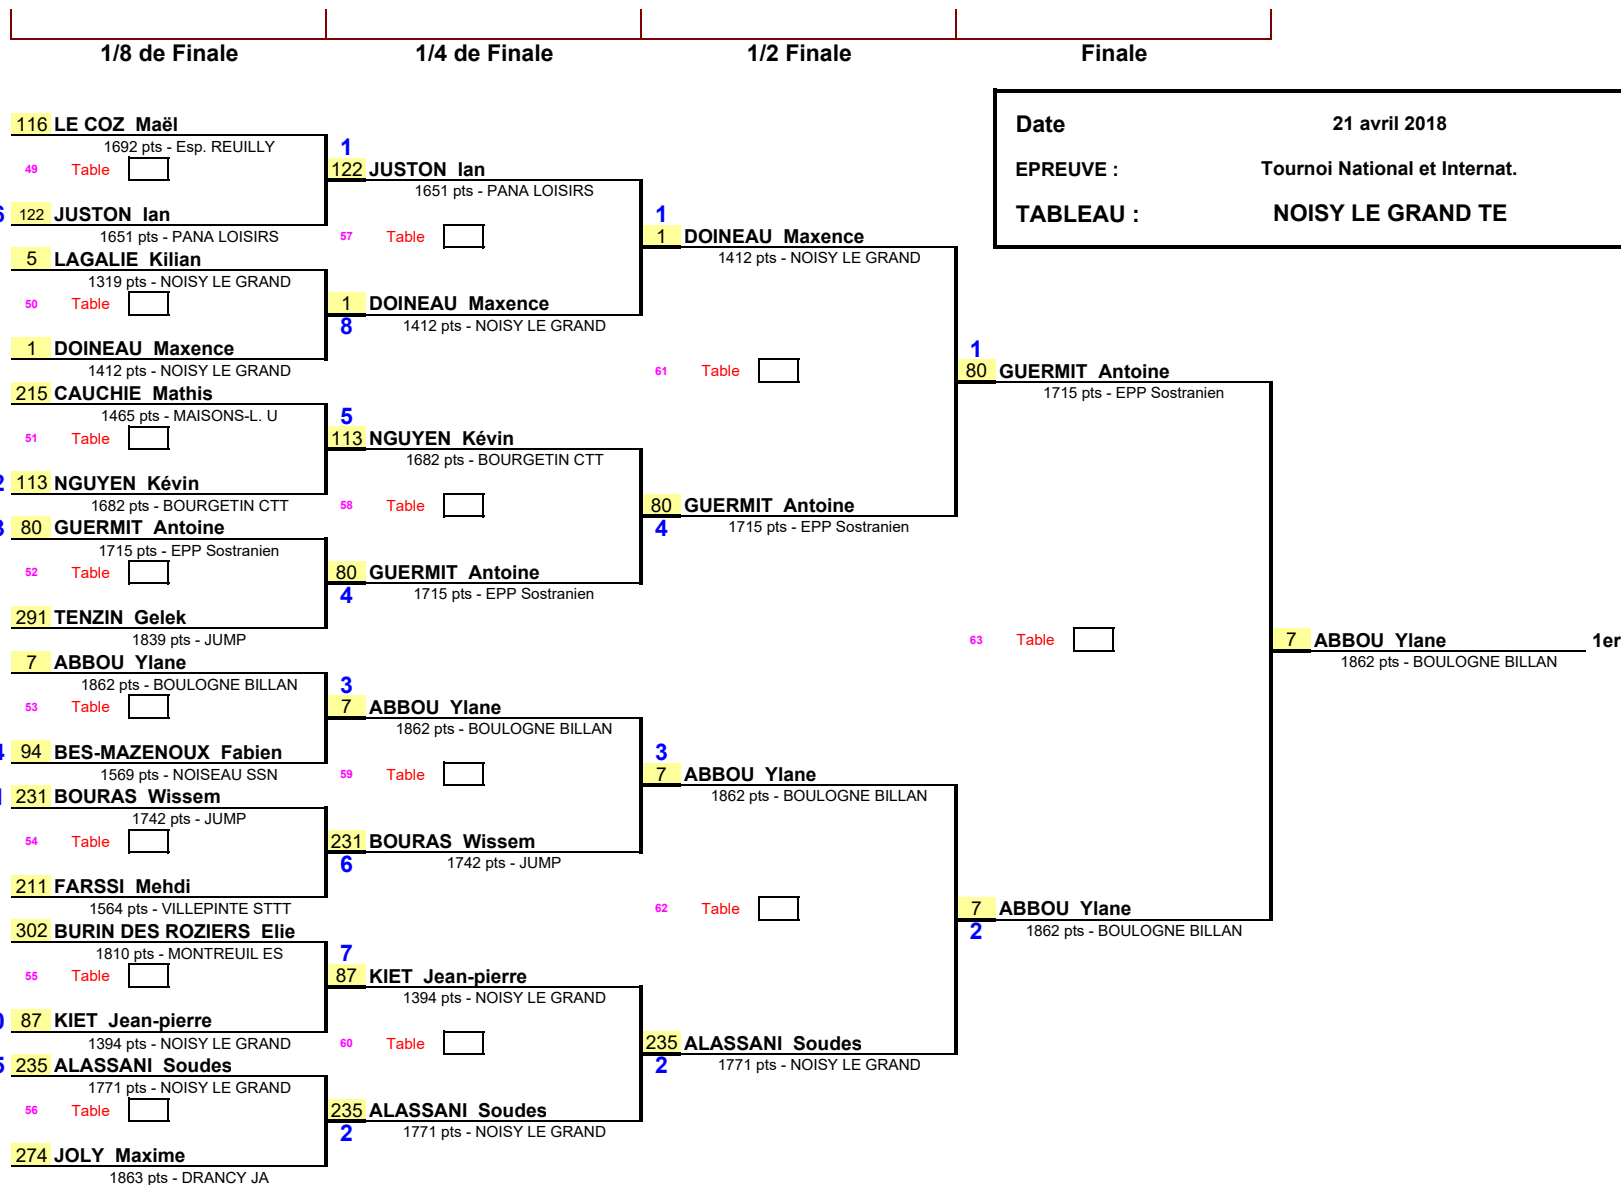 1/8 de Finale
1/4 de Finale
1/2 Finale
Finale
Date 21 avril 2018
EPREUVE : Tournoi National et Internat.
TABLEAU : NOISY LE GRAND TE
116 LE COZ Maël
1692 pts - Esp. REUILLY
49 Table
122 JUSTON Ian
1651 pts - PANA LOISIRS
5 LAGALIE Kilian
1319 pts - NOISY LE GRAND
50 Table
1 DOINEAU Maxence
1412 pts - NOISY LE GRAND
215 CAUCHIE Mathis
1465 pts - MAISONS-L. U
51 Table
113 NGUYEN Kévin
1682 pts - BOURGETIN CTT
80 GUERMIT Antoine
1715 pts - EPP Sostranien
52 Table
291 TENZIN Gelek
1839 pts - JUMP
7 ABBOU Ylane
1862 pts - BOULOGNE BILLAN
53 Table
94 BES-MAZENOUX Fabien
1569 pts - NOISEAU SSN
231 BOURAS Wissem
1742 pts - JUMP
54 Table
211 FARSSI Mehdi
1564 pts - VILLEPINTE STTT
302 BURIN DES ROZIERS Elie
1810 pts - MONTREUIL ES
55 Table
87 KIET Jean-pierre
1394 pts - NOISY LE GRAND
235 ALASSANI Soudes
1771 pts - NOISY LE GRAND
56 Table
274 JOLY Maxime
1863 pts - DRANCY JA
1
122 JUSTON Ian
1651 pts - PANA LOISIRS
57 Table
1 DOINEAU Maxence
8
1412 pts - NOISY LE GRAND
5
113 NGUYEN Kévin
1682 pts - BOURGETIN CTT
58 Table
80 GUERMIT Antoine
4
1715 pts - EPP Sostranien
3
7 ABBOU Ylane
1862 pts - BOULOGNE BILLAN
59 Table
231 BOURAS Wissem
6
1742 pts - JUMP
7
87 KIET Jean-pierre
1394 pts - NOISY LE GRAND
60 Table
235 ALASSANI Soudes
2
1771 pts - NOISY LE GRAND
1
1 DOINEAU Maxence
1412 pts - NOISY LE GRAND
61 Table
80 GUERMIT Antoine
4
1715 pts - EPP Sostranien
3
7 ABBOU Ylane
1862 pts - BOULOGNE BILLAN
62 Table
235 ALASSANI Soudes
2
1771 pts - NOISY LE GRAND
1
80 GUERMIT Antoine
1715 pts - EPP Sostranien
63 Table
7 ABBOU Ylane
2
1862 pts - BOULOGNE BILLAN
7 ABBOU Ylane 1er
1862 pts - BOULOGNE BILLAN